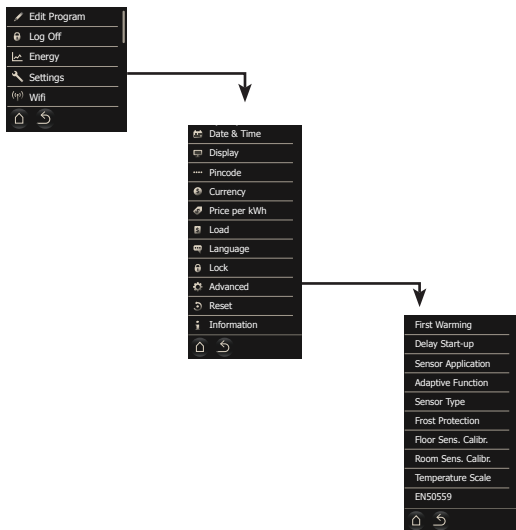 Edit Program
Log Off
Energy
Settings
Wifi
Date & Time
Display
Pincode
Currency
Price per kWh
Load
Language
Lock
Advanced
Reset
Information
First Warming
Delay Start-up
Sensor Application
Adaptive Function
Sensor Type
Frost Protection
Floor Sens. Calibr.
Room Sens. Calibr.
Temperature Scale
EN50559